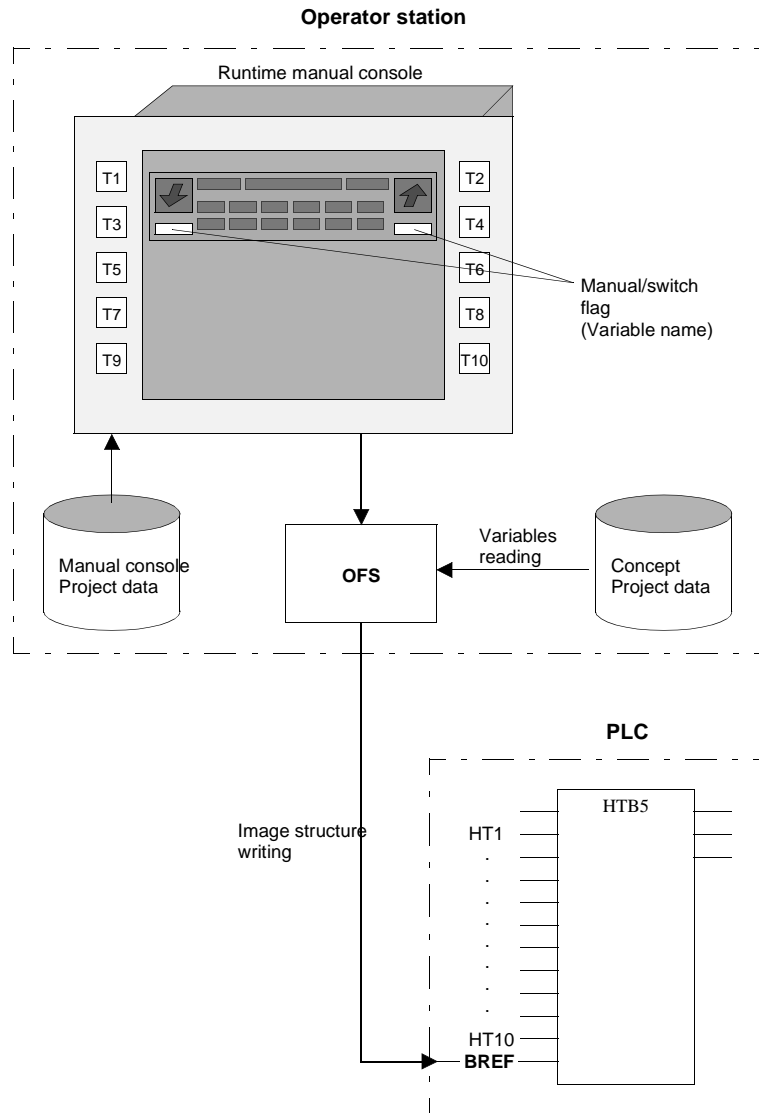 Operator station
Runtime manual console
T1
T2
T3
T4
T5
T6
T7
T8
T9
T10
Manual/switch
flag
(Variable name)
Manual console
Project data
OFS
Variables
reading
Concept
Project data
PLC
Image structure
writing
HTB5
HT1
.
.
.
.
.
.
.
.
HT10
BREF